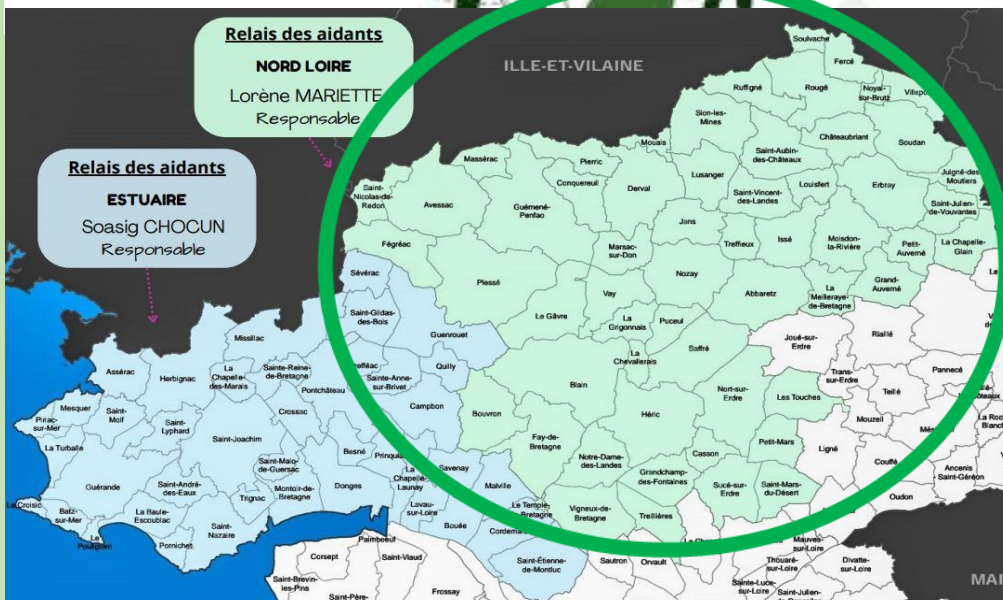 Relais des aidants
NORD LOIRE
Lorène MARIETTE
Responsable
Relais des aidants
ESTUAIRE
Soasig CHOCUN
Responsable
ILLE-ET-VILAINE
Soulvache
Fercé
Rougé
Ruffigné
Noyal-
sur-Brutz
Sion-les-
Mines
Châteaubriant
Soudan
Mouais
Saint-Aubin
des-Châteaux
Massérac
Pierric
Conquereuil
Derval
Lusanger
Louisfert
Erbray
Juigné-des
Moutiers
Saint-
Nicolas-de-
Redon
Avessac
Guémené-
Penfao
Saint-Vincent
des-Landes
Saint-Julien
de-Vouvantes
Jans
Fégréac
Marsac-
sur-Don
Treffieux
Issé
Moisdon-
la-Rivière
Petit-
Auverné
La Chapelle-
Glain
Sévérac
Plessé
Nozay
Grand-
Auverné
Vay
Abbaretz
La
Meilleraye-
de-Bretagne
Saint-Gildas
des-Bois
Le Gâvre
La
Grigonnais
Puceul
Missillac
Guenrouet
Joué-sur-
Erdre
Riaillé
Saffré
La
Chevallerais
Assérac
Herbignac
La
Chapelle-
des-Marais
Sainte-Reine-
de-Bretagne
Quilly
Trans-
sur-Erdre
Pannecé
Pontchâteau
Sainte-Anne
sur-Brivet
Blain
Nort-sur-
Erdre
Teillé
Mesquer
Piriac-
sur-Mer
Saint-
Molf
Crossac
Campbon
Bouvron
Héric
Les Touches
Saint-
Lyphard
Mouzeil
La Turballe
Saint-Joachim
Fay-de-
Bretagne
Petit-Mars
Ligné
Besné
Casson
Notre-Dame
des-Landes
Couffé
Saint-Malo
de-Guersac
Savenay
Guérande
Saint-André
des-Eaux
La
Chapelle-
Launay
Malville
Grandchamp
des-Fontaines
Ancenis
Saint-Géréon
Donges
Montoir-de
Bretagne
Sucé-sur-
Erdre
Saint-Mars
du-Désert
Trignac
Lavau-
sur-Loire
Le Temple-
Bretagne
Oudon
Batz-
sur-Mer
La Baule-
Escoublac
Vigneux-de
Bretagne
Treillières
Bouée
Saint-
Nazaire
Pornichet
Paimboeuf
Saint-Étienne
de-Montluc
Mauves-
sur-Loire
Corsept
Saint-Viaud
Sautron
Orvault
Thouaré
sur-Loire
Divatte-
sur-Loire
Saint-Brevin
les-Pins
Frossay
Sainte-Luce
sur-Loire
Saint-Julien
Saint-Père-
MAI